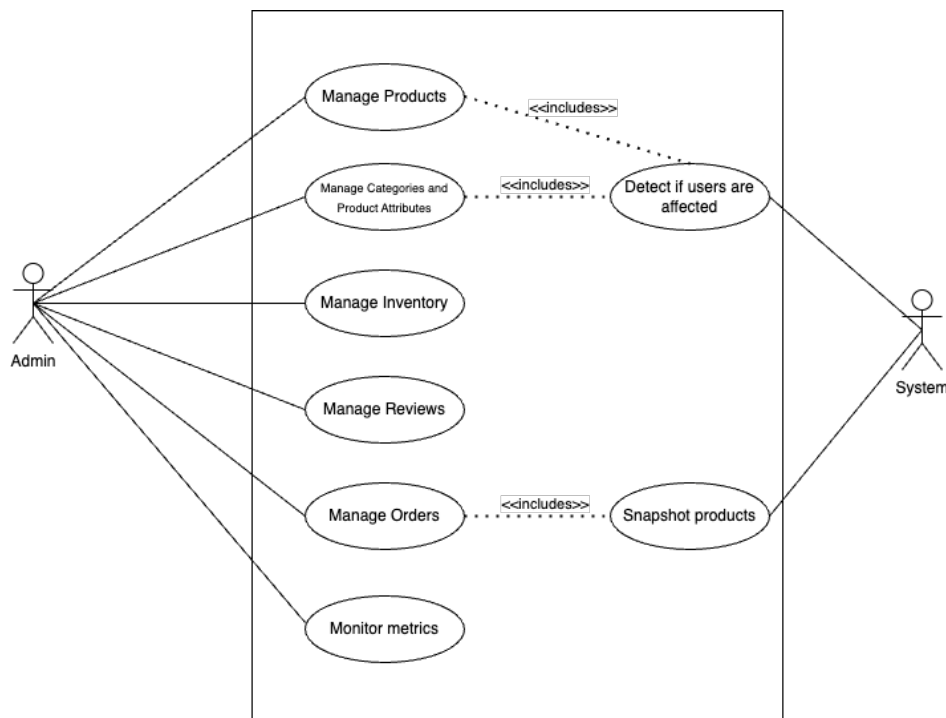 Manage Products
<<includes>>
Manage Categories and
Product Attributes
<<includes>>
Detect if users are
affected
Manage Inventory
Admin
System
Manage Reviews
<<includes>>
Manage Orders
Snapshot products
Monitor metrics